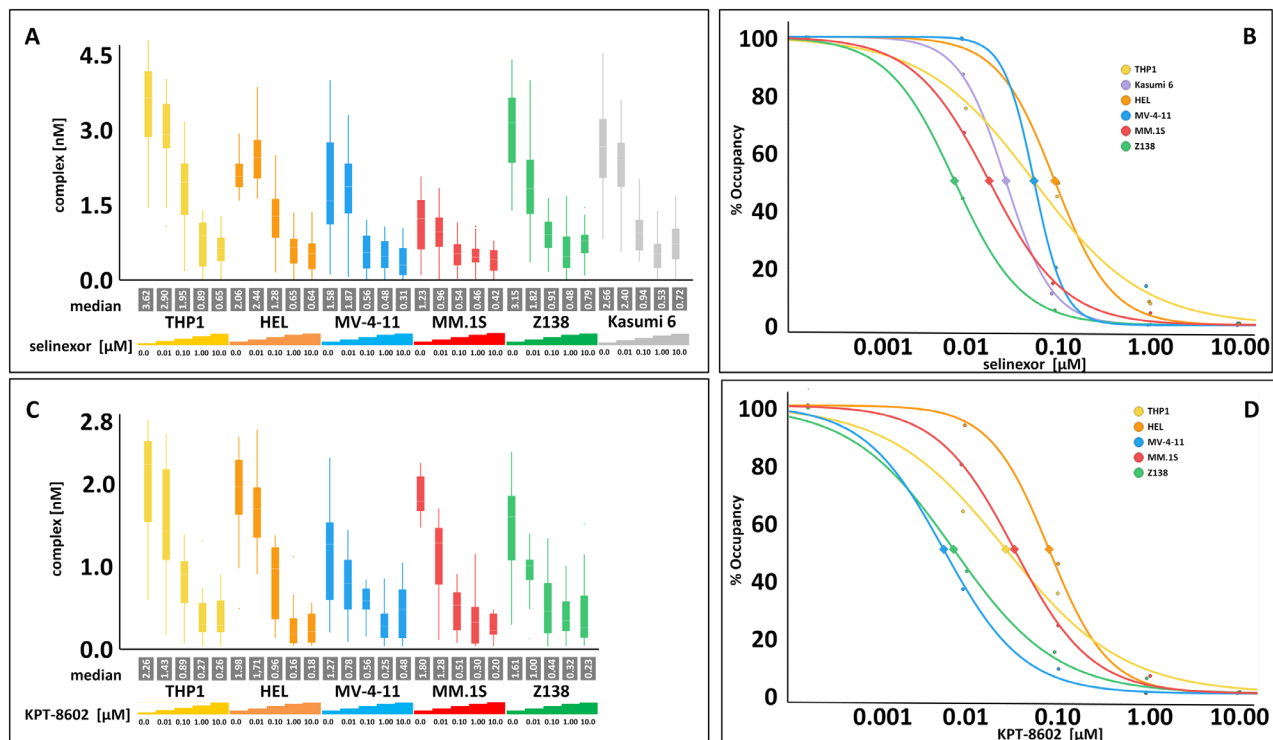 A
complex [nM]
4.5
3.0
1.5
0.0
median
3.62 2.90 1.95 0.89 0.65 2.06 2.44 1.28 0.65 0.64 1.58 1.87 0.56 0.48 0.31 1.23 0.96 0.54 0.46 0.42 3.15 1.82 0.91 0.48 0.79 2.66 2.40 0.94 0.53 0.72
THP1 HEL MV-4-11 MM.1S Z138 Kasumi 6
selinexor [µM]
0.0 0.01 0.10 1.00 10.0 0.0 0.01 0.10 1.00 10.0 0.0 0.01 0.10 1.00 10.0 0.0 0.01 0.10 1.00 10.0 0.0 0.01 0.10 1.00 10.0 0.0 0.01 0.10 1.00 10.0
B
% Occupancy
100
80
60
40
20
0
THP1
Kasumi 6
HEL
MV-4-11
MM.1S
Z138
0.001 0.01 0.10 1.00 10.00
selinexor [µM]
C
complex [nM]
2.8
2.0
1.0
0.0
median
2.26 1.43 0.89 0.27 0.26 1.98 1,71 0.96 0.16 0.18 1.27 0.78 0.56 0.25 0.48 1.80 1.28 0.51 0.30 0.20 1.61 1.00 0.44 0.32 0.23
THP1 HEL MV-4-11 MM.1S Z138
KPT-8602 [µM]
0.0 0.01 0.10 1.00 10.0 0.0 0.01 0.10 1.00 10.0 0.0 0.01 0.10 1.00 10.0 0.0 0.01 0.10 1.00 10.0 0.0 0.01 0.10 1.00 10.0
D
% Occupancy
100
80
60
40
20
0
THP1
HEL
MV-4-11
MM.1S
Z138
0.001 0.01 0.10 1.00 10.00
KPT-8602 [µM]